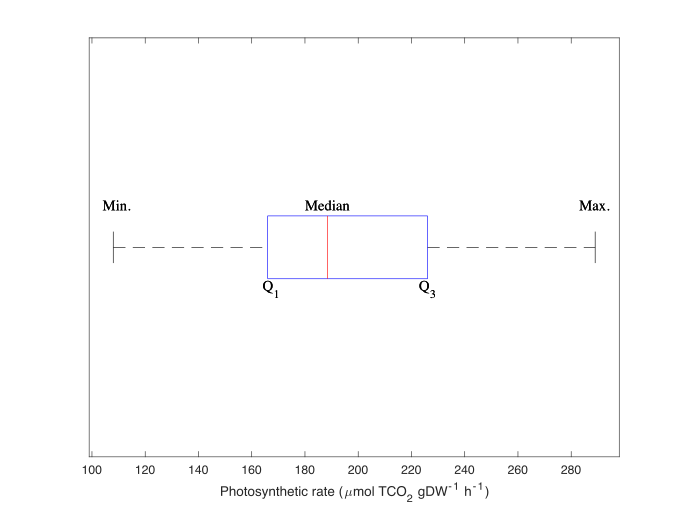 Min. Median Max.
Q1 Q3
100 120 140 160 180 200 220 240 260 280
Photosynthetic rate (μmol TCO2 gDW-1 h-1)